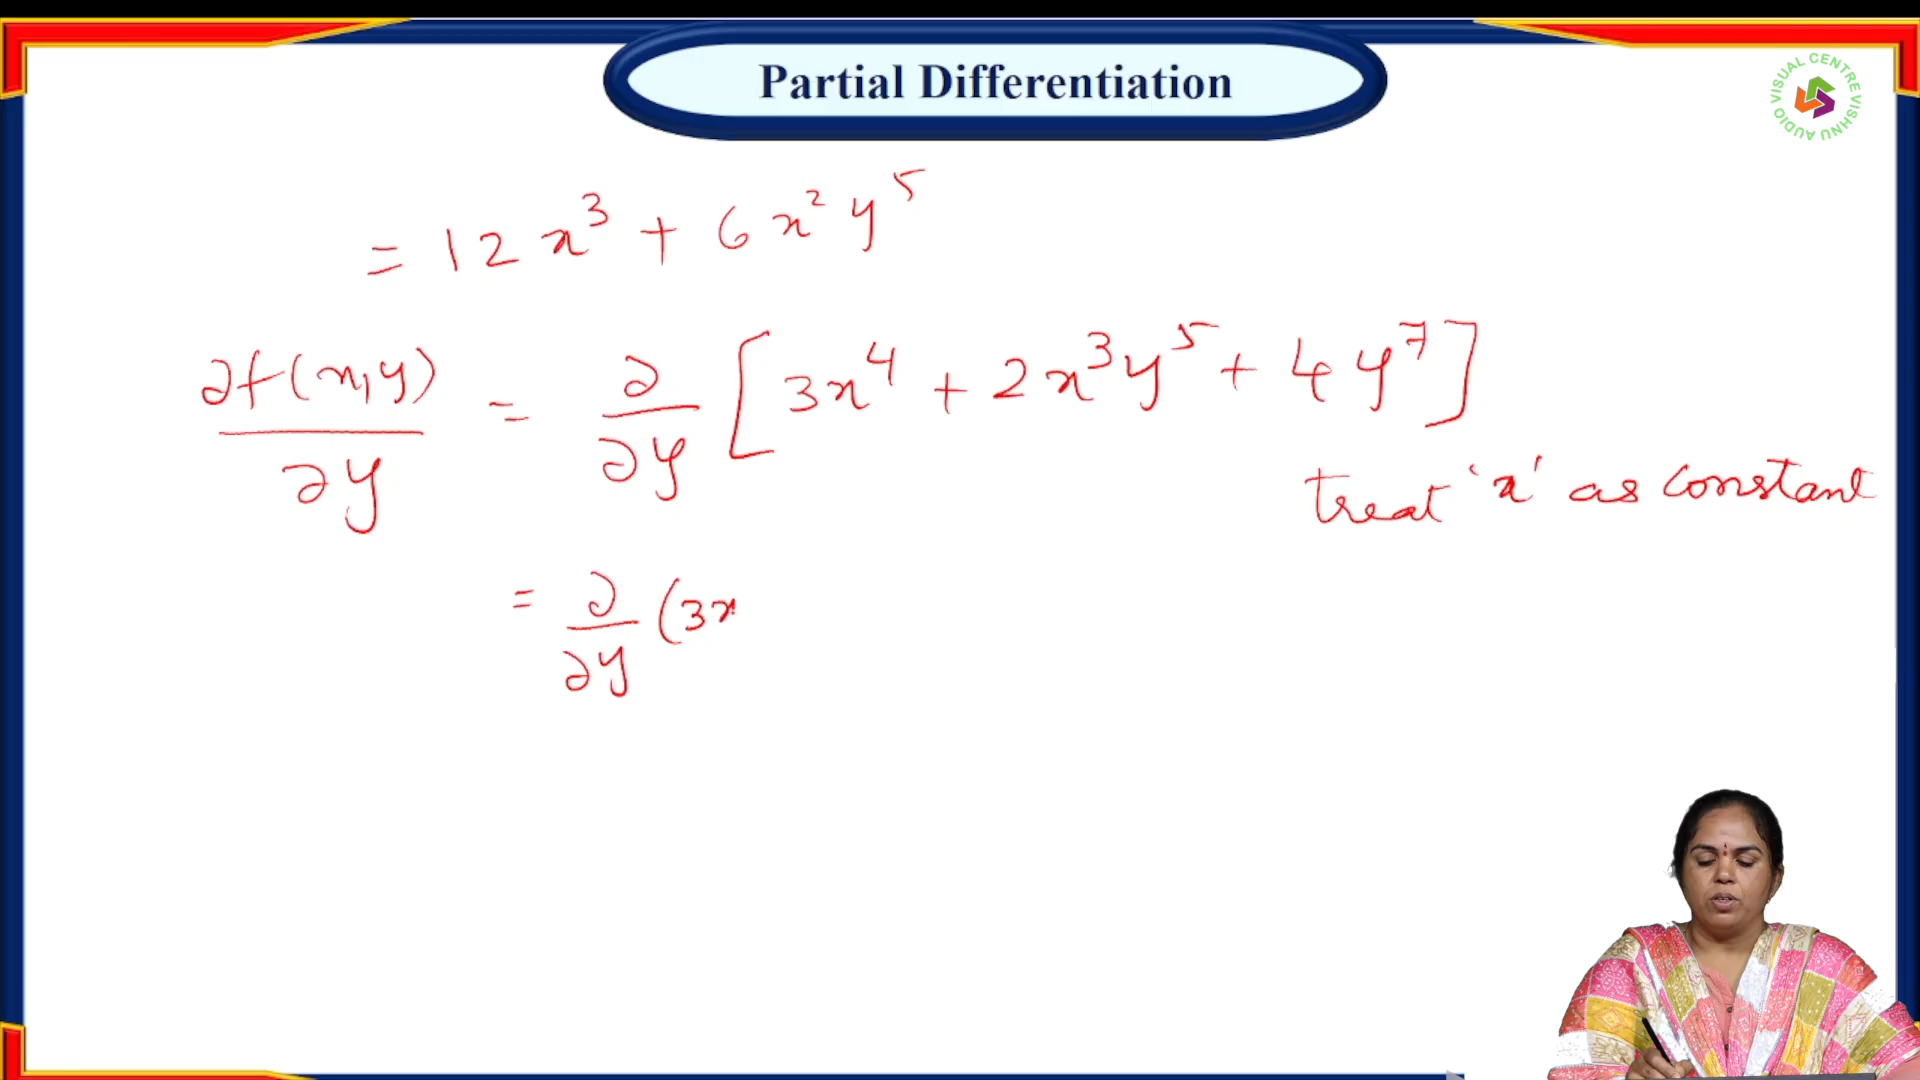 Partial Differentiation
AUDIO VISUAL CENTRE VISHNU
= 12x³ + 6x²y⁵
∂f(x,y)/∂y = ∂/∂y [3x⁴ + 2x³y⁵ + 4y⁷]
treat 'x' as constant
= ∂/∂y (3x